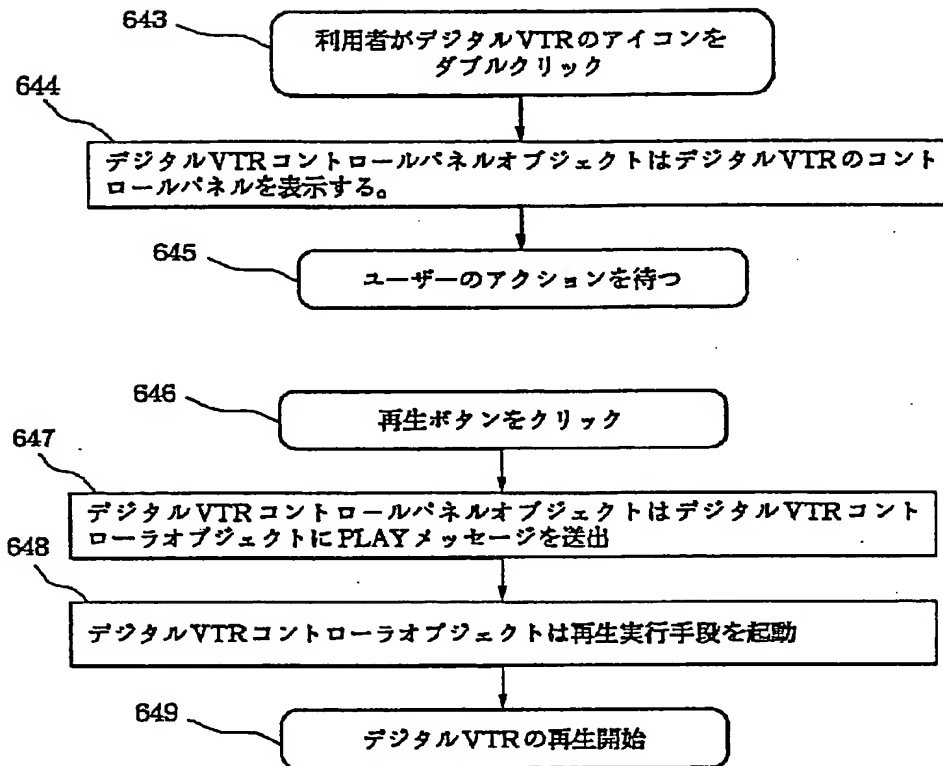 643
利用者がデジタルVTRのアイコンを
ダブルクリック
644
デジタルVTRコントロールパネルオブジェクトはデジタルVTRのコント
ロールパネルを表示する。
645
ユーザーのアクションを待つ
646
再生ボタンをクリック
647
デジタルVTRコントロールパネルオブジェクトはデジタルVTRコント
ローラオブジェクトにPLAYメッセージを送出
648
デジタルVTRコントローラオブジェクトは再生実行手段を起動
649
デジタルVTRの再生開始